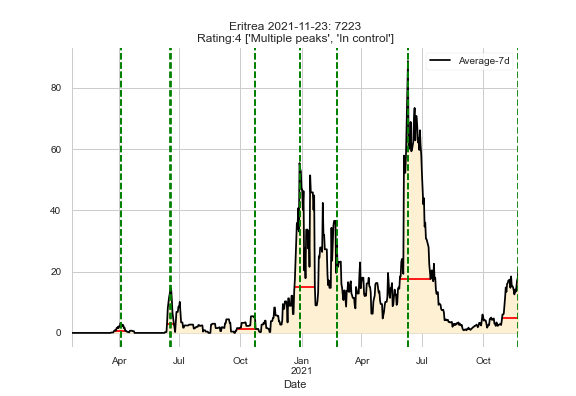 Eritrea 2021-11-23: 7223
Rating:4 ['Multiple peaks', 'In control']
Average-7d
80
60
40
20
0
Apr Jul Oct Jan Apr Jul Oct
2021
Date